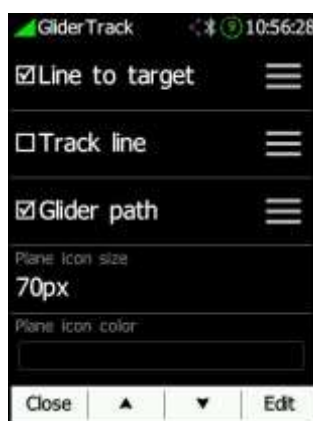 GliderTrack 9 10:56:28
Line to target
Track line
Glider path
Plane icon size
70px
Plane icon color
Close ▲ ▼ Edit